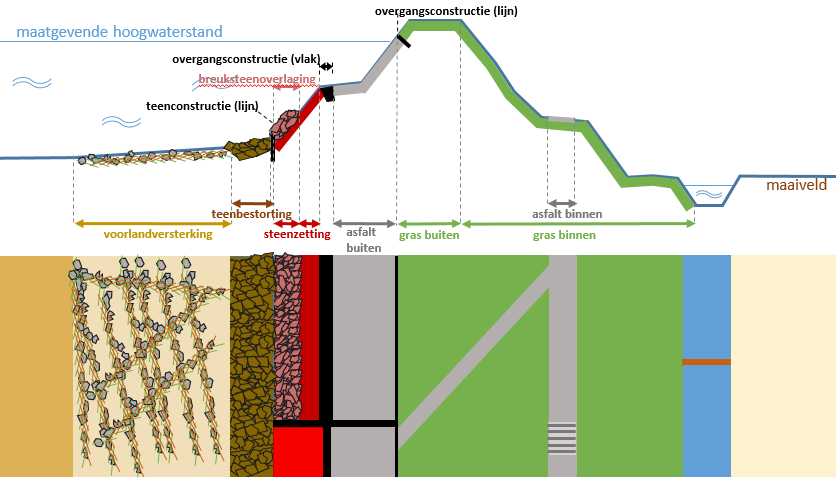 overgangsconstructie (lijn)
maatgevende hoogwaterstand
overgangsconstructie (vlak)
breuksteenoverlaging
teenconstructie (lijn)
maaiveld
teenbestorting
asfalt binnen
voorlandversterking
steenzetting
asfalt
buiten
gras buiten
gras binnen